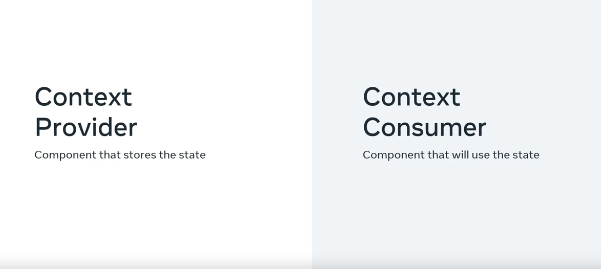 Context
Provider
Component that stores the state
Context
Consumer
Component that will use the state